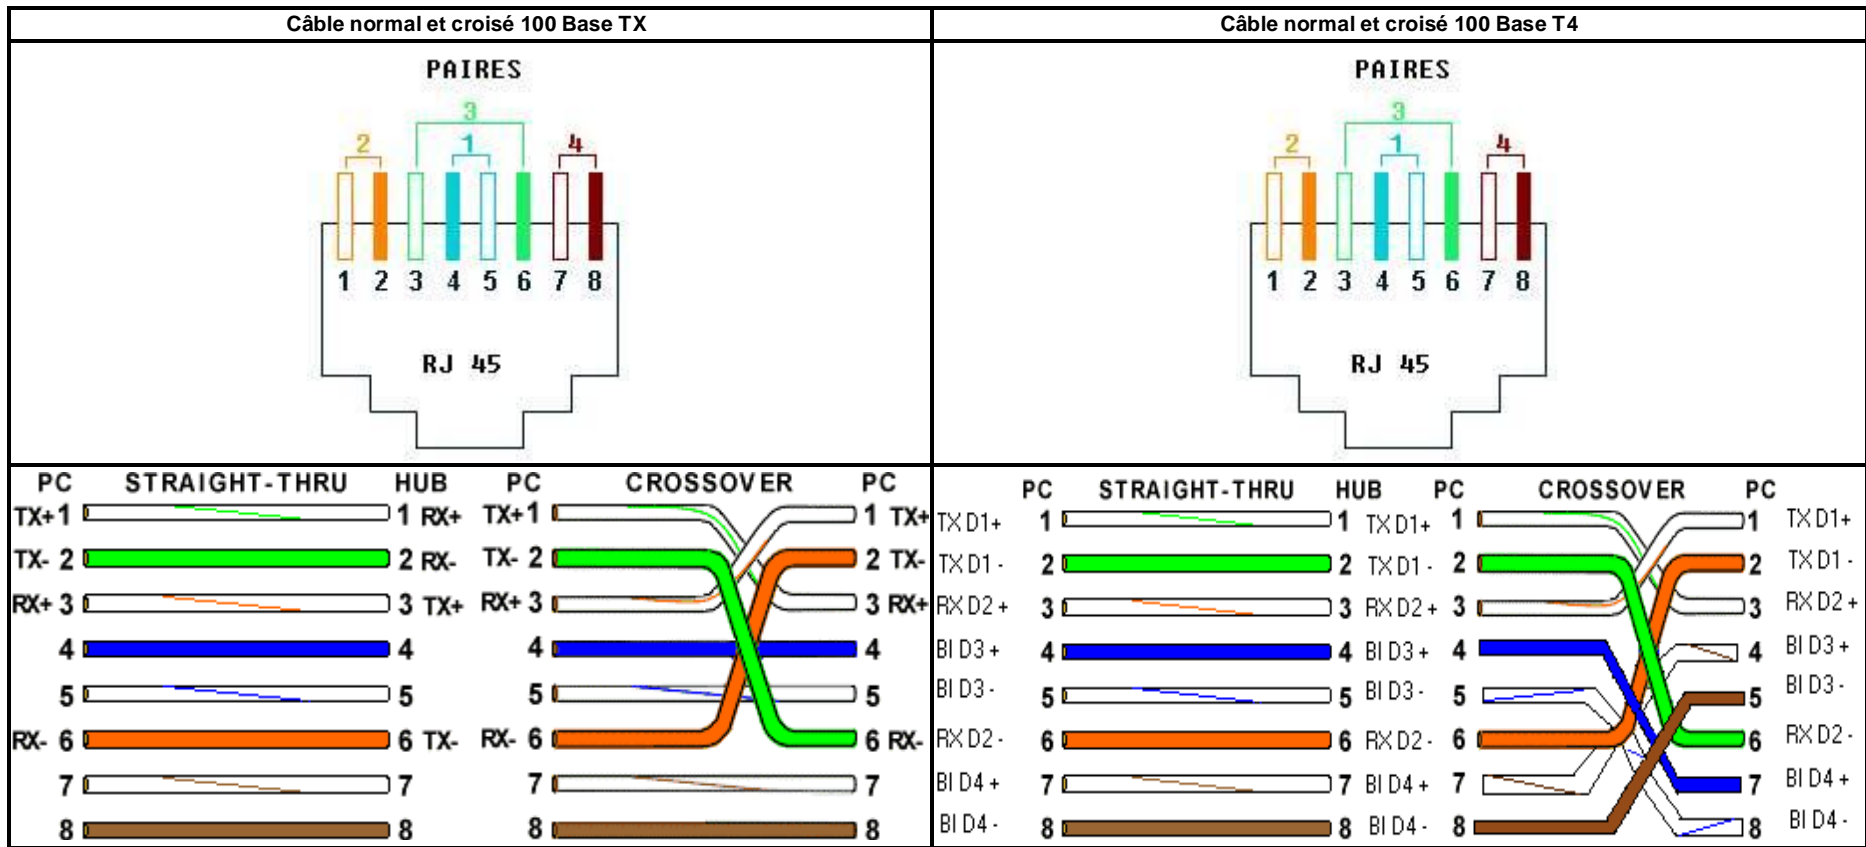 Câble normal et croisé 100 Base TX
Câble normal et croisé 100 Base T4
PAIRES
3
2 1 4
1 2 3 4 5 6 7 8
RJ 45
PAIRES
3
2 1 4
1 2 3 4 5 6 7 8
RJ 45
PC STRAIGHT-THRU HUB PC CROSSOVER PC
TX+ 1 1 RX+ TX+ 1 1 TX+
TX- 2 2 RX- TX- 2 2 TX-
RX+ 3 3 TX+ RX+ 3 3 RX+
4 4 4 4
5 5 5 5
RX- 6 6 TX- RX- 6 6 RX-
7 7 7 7
8 8 8 8
PC STRAIGHT-THRU HUB PC CROSSOVER PC
TX D1+ 1 1 TX D1+ 1 1 TX D1+
TX D1 - 2 2 TX D1 - 2 2 TX D1 -
RX D2 + 3 3 RX D2 + 3 3 RX D2 +
BI D3 + 4 4 BI D3 + 4 4 BI D3 +
BI D3 - 5 5 BI D3 - 5 5 BI D3 -
RX D2 - 6 6 RX D2 - 6 6 RX D2 -
BI D4 + 7 7 BI D4 + 7 7 BI D4 +
BI D4 - 8 8 BI D4 - 8 8 BI D4 -